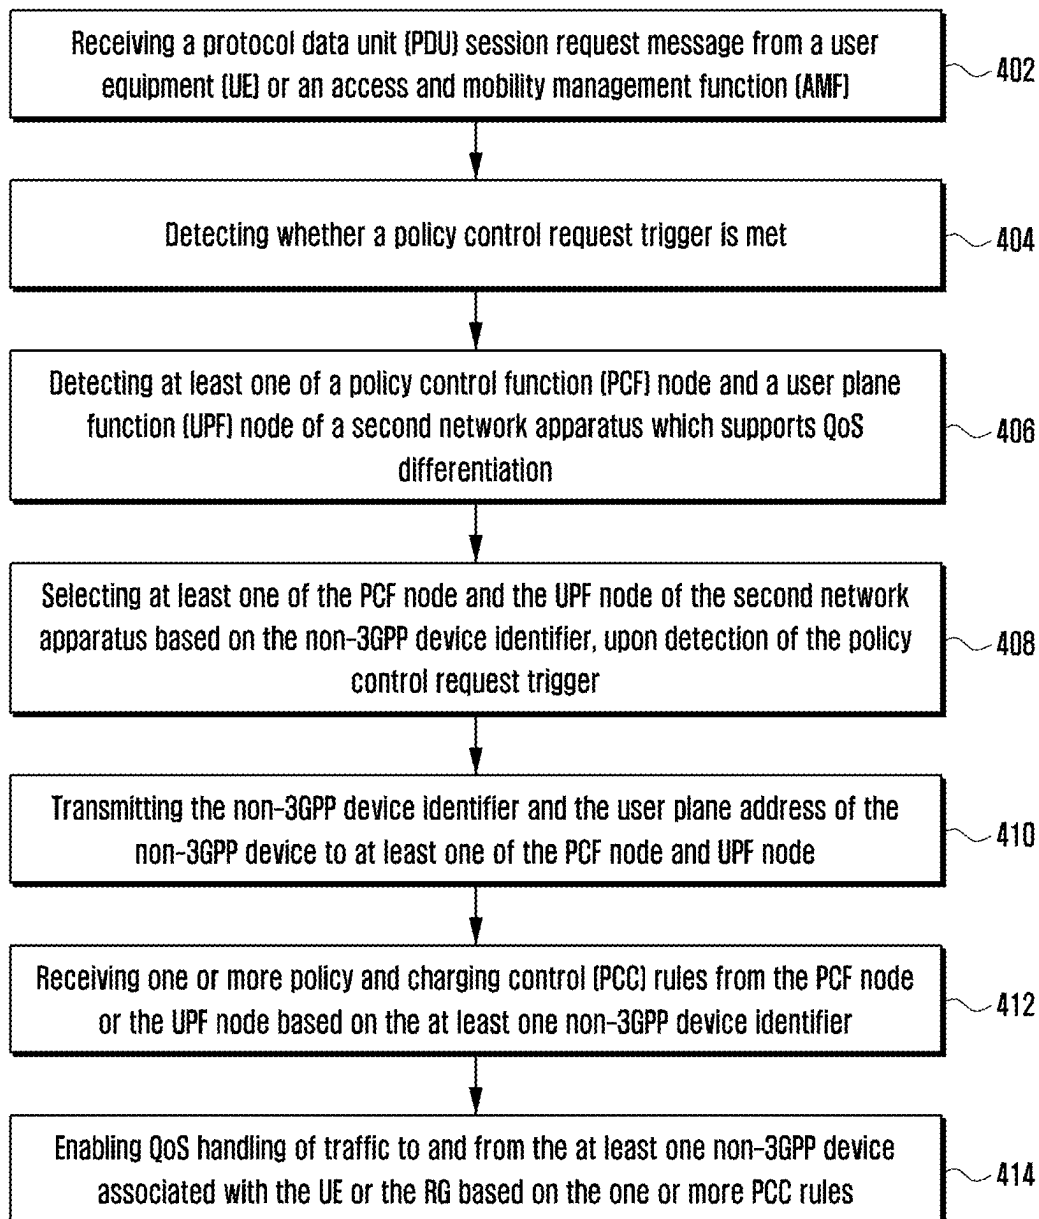 Receiving a protocol data unit (PDU) session request message from a user
equipment (UE) or an access and mobility management function (AMF)
402
Detecting whether a policy control request trigger is met
404
Detecting at least one of a policy control function (PCF) node and a user plane
function (UPF) node of a second network apparatus which supports QoS
differentiation
406
Selecting at least one of the PCF node and the UPF node of the second network
apparatus based on the non-3GPP device identifier, upon detection of the policy
control request trigger
408
Transmitting the non-3GPP device identifier and the user plane address of the
non-3GPP device to at least one of the PCF node and UPF node
410
Receiving one or more policy and charging control (PCC) rules from the PCF node
or the UPF node based on the at least one non-3GPP device identifier
412
Enabling QoS handling of traffic to and from the at least one non-3GPP device
associated with the UE or the RG based on the one or more PCC rules
414